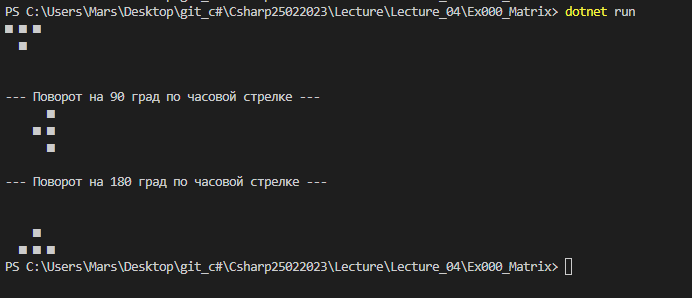 PS C:\Users\Mars\Desktop\git_c#\Csharp25022023\Lecture\Lecture_04\Ex000_Matrix> dotnet run
■ ■ ■
  ■
--- Поворот на 90 град по часовой стрелке ---
      ■
    ■ ■
      ■
--- Поворот на 180 град по часовой стрелке ---
    ■
  ■ ■ ■
PS C:\Users\Mars\Desktop\git_c#\Csharp25022023\Lecture\Lecture_04\Ex000_Matrix>